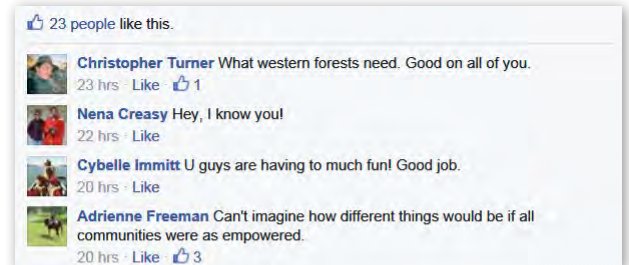 23 people like this.
Christopher Turner What western forests need. Good on all of you.
23 hrs · Like · 1
Nena Creasy Hey, I know you!
22 hrs · Like
Cybelle Immitt U guys are having to much fun! Good job.
20 hrs · Like
Adrienne Freeman Can't imagine how different things would be if all
communities were as empowered.
20 hrs · Like · 3